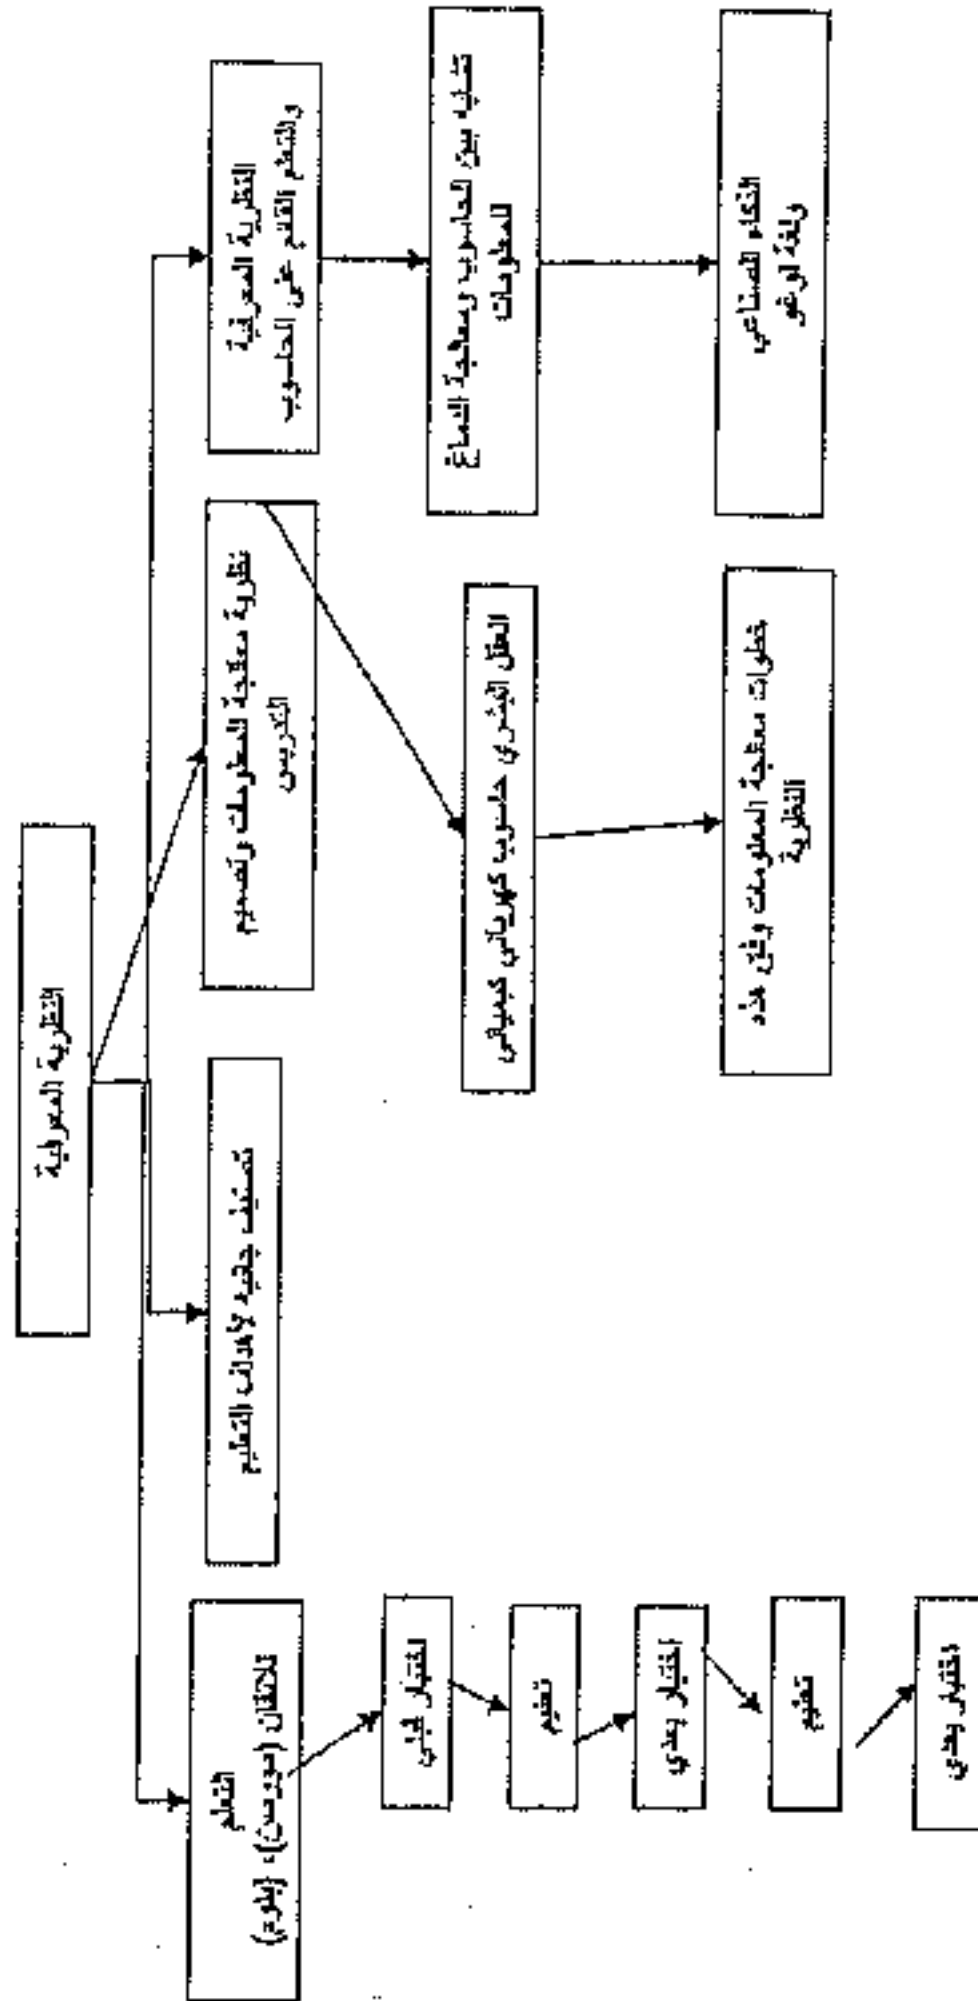 النظرية المعرفية
النظرية المعرفية
والتعلم القائم على الحاسوب
تشبيه بين الحاسوب ومعالجة الدماغ
للمعلومات
الذكاء الصناعي
ولغة لوغو
نظرية معالجة المعلومات وتصميم
التدريس
العقل البشري حاسوب كهربائي كيميائي
خطوات معالجة المعلومات وفق هذه
النظرية
تصنيف جانييه لأهداف التعليم
التعلم
للاتقان (موريسن)، (بلوم)
اختبار قبلي
تعليم
اختبار بعدي
تعليم
اختبار بعدي